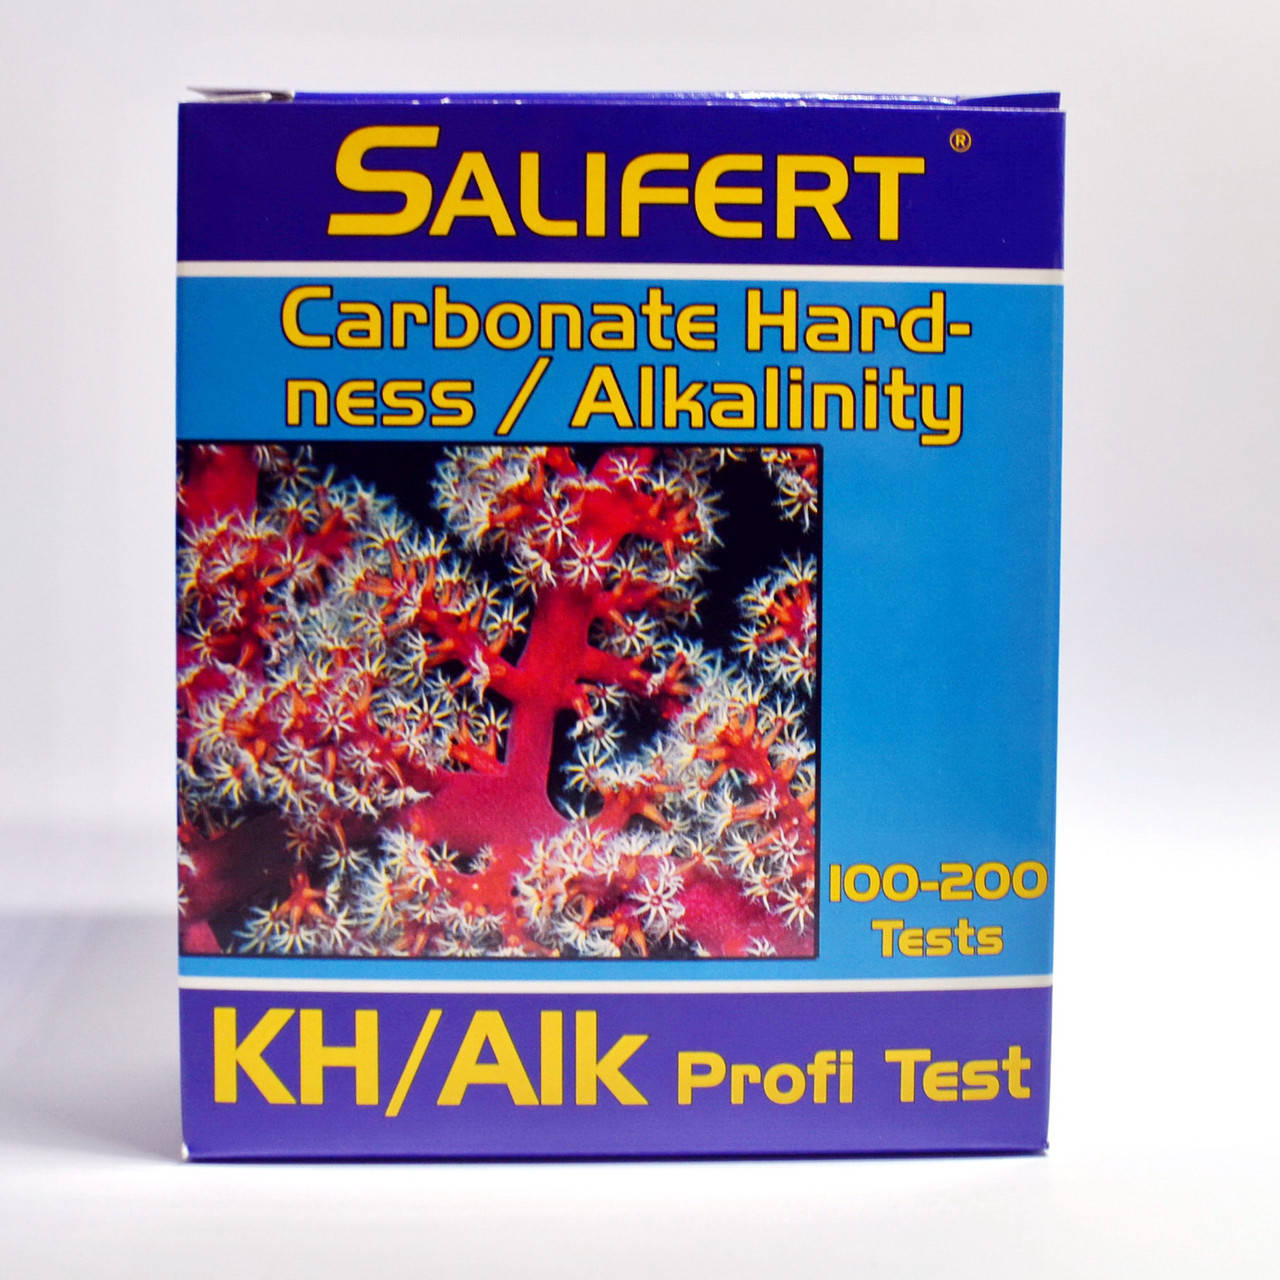 SALIFERT ®
Carbonate Hard-
ness / Alkalinity
100-200
Tests
KH/Alk Profi Test